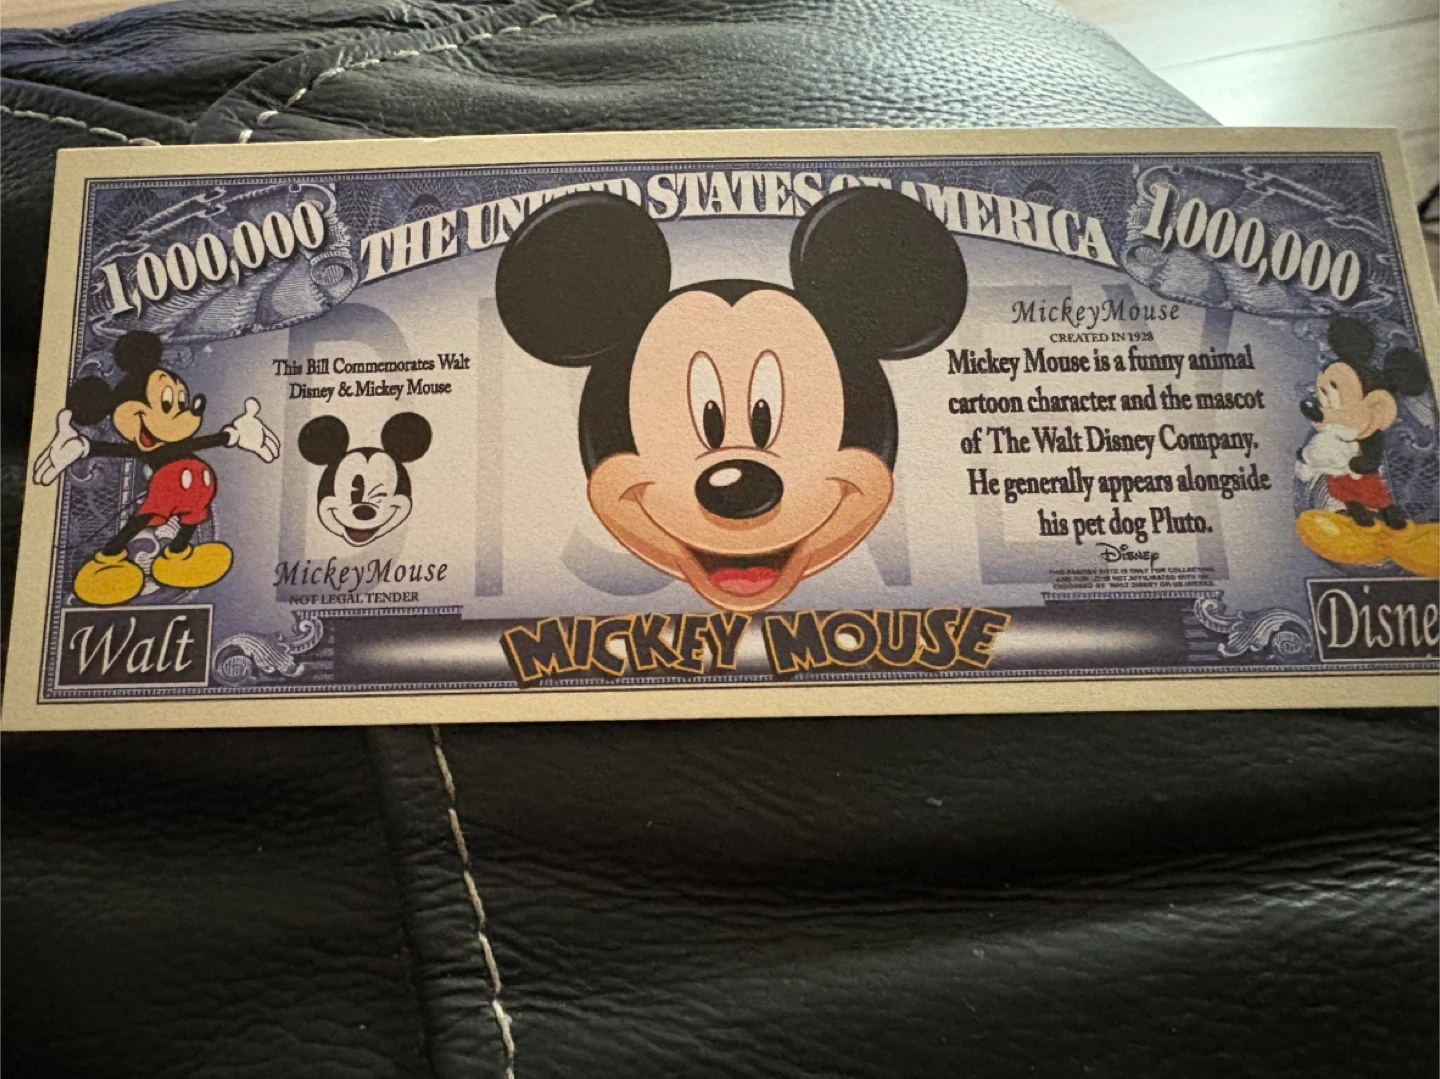 1,000,000
THE UNITED STATES OF AMERICA
1,000,000
This Bill Commemorates Walt
Disney & Mickey Mouse
MickeyMouse
NOT LEGAL TENDER
MickeyMouse
CREATED IN 1928
Mickey Mouse is a funny animal
cartoon character and the mascot
of The Walt Disney Company.
He generally appears alongside
his pet dog Pluto.
Disney
DISNEY
Walt
MICKEY MOUSE
Disne